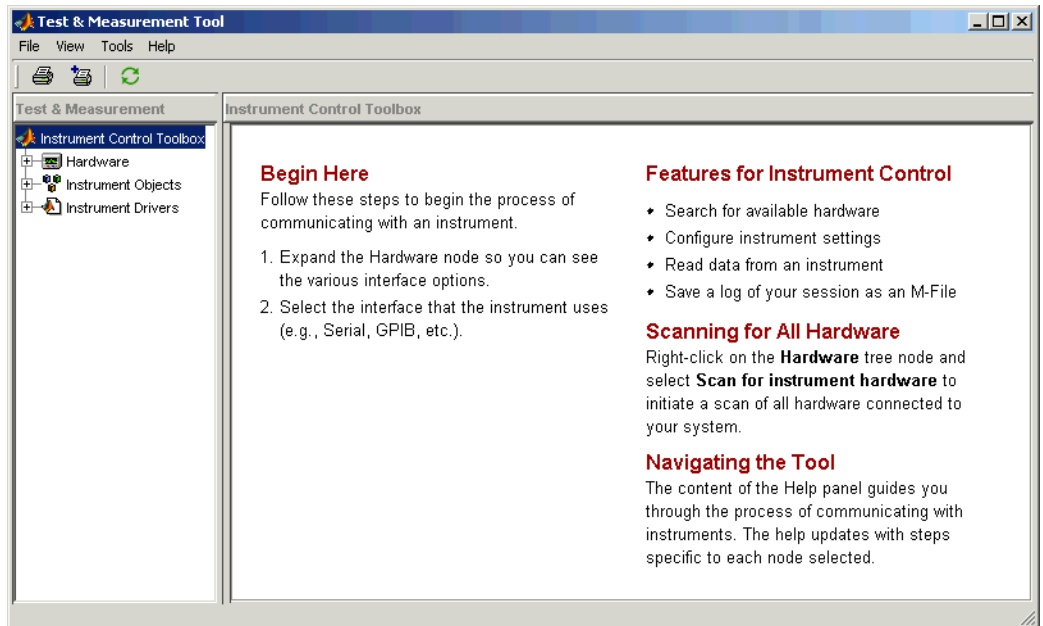 Test & Measurement Tool
File View Tools Help
Test & Measurement
Instrument Control Toolbox
Hardware
Instrument Objects
Instrument Drivers
Instrument Control Toolbox
Begin Here
Follow these steps to begin the process of
communicating with an instrument.
1. Expand the Hardware node so you can see
the various interface options.
2. Select the interface that the instrument uses
(e.g., Serial, GPIB, etc.).
Features for Instrument Control
Search for available hardware
Configure instrument settings
Read data from an instrument
Save a log of your session as an M-File
Scanning for All Hardware
Right-click on the Hardware tree node and
select Scan for instrument hardware to
initiate a scan of all hardware connected to
your system.
Navigating the Tool
The content of the Help panel guides you
through the process of communicating with
instruments. The help updates with steps
specific to each node selected.